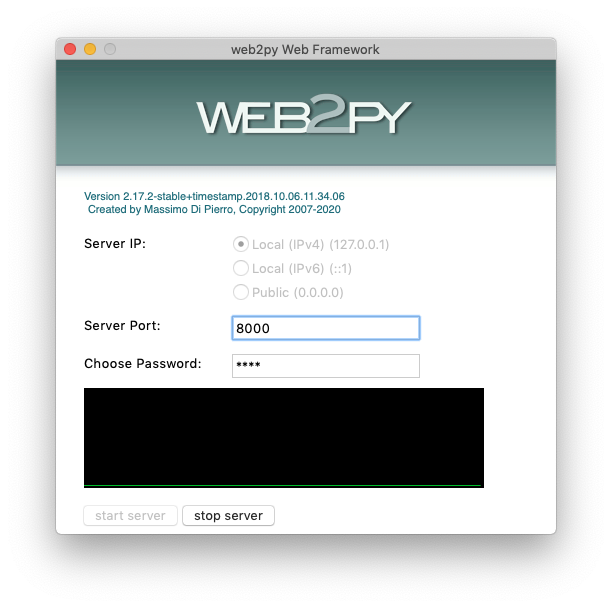 web2py Web Framework
WEB2PY
Version 2.17.2-stable+timestamp.2018.10.06.11.34.06
Created by Massimo Di Pierro, Copyright 2007-2020
Server IP:
Local (IPv4) (127.0.0.1)
Local (IPv6) (::1)
Public (0.0.0.0)
Server Port:
8000
Choose Password:
****
start server
stop server